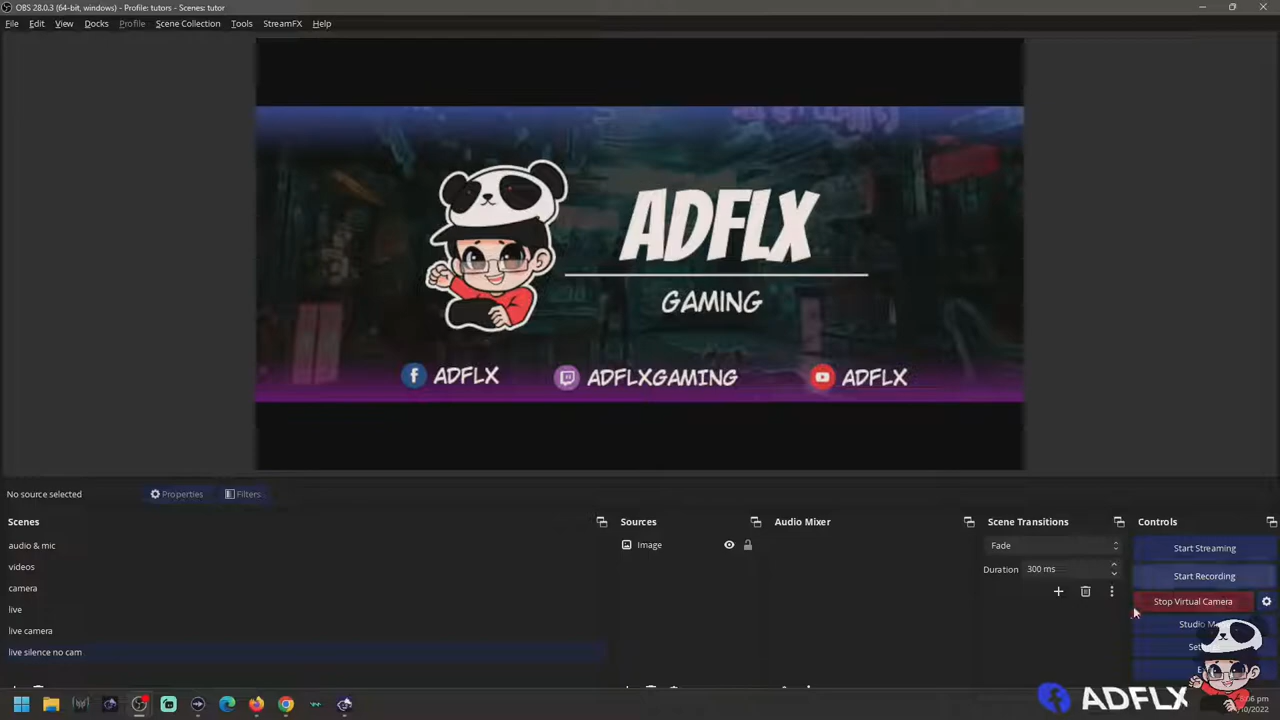 OBS 28.0.3 (64-bit, windows) - Profile: tutors - Scenes: tutor
File Edit View Docks Profile Scene Collection Tools StreamFX Help
ADFLX
GAMING
ADFLX ADFLXGAMING ADFLX
No source selected Properties Filters
Scenes Sources Audio Mixer Scene Transitions Controls
audio & mic Image Fade Start Streaming
videos Duration 300 ms Start Recording
camera
live Stop Virtual Camera
live camera Studio
live silence no cam
ADFLX